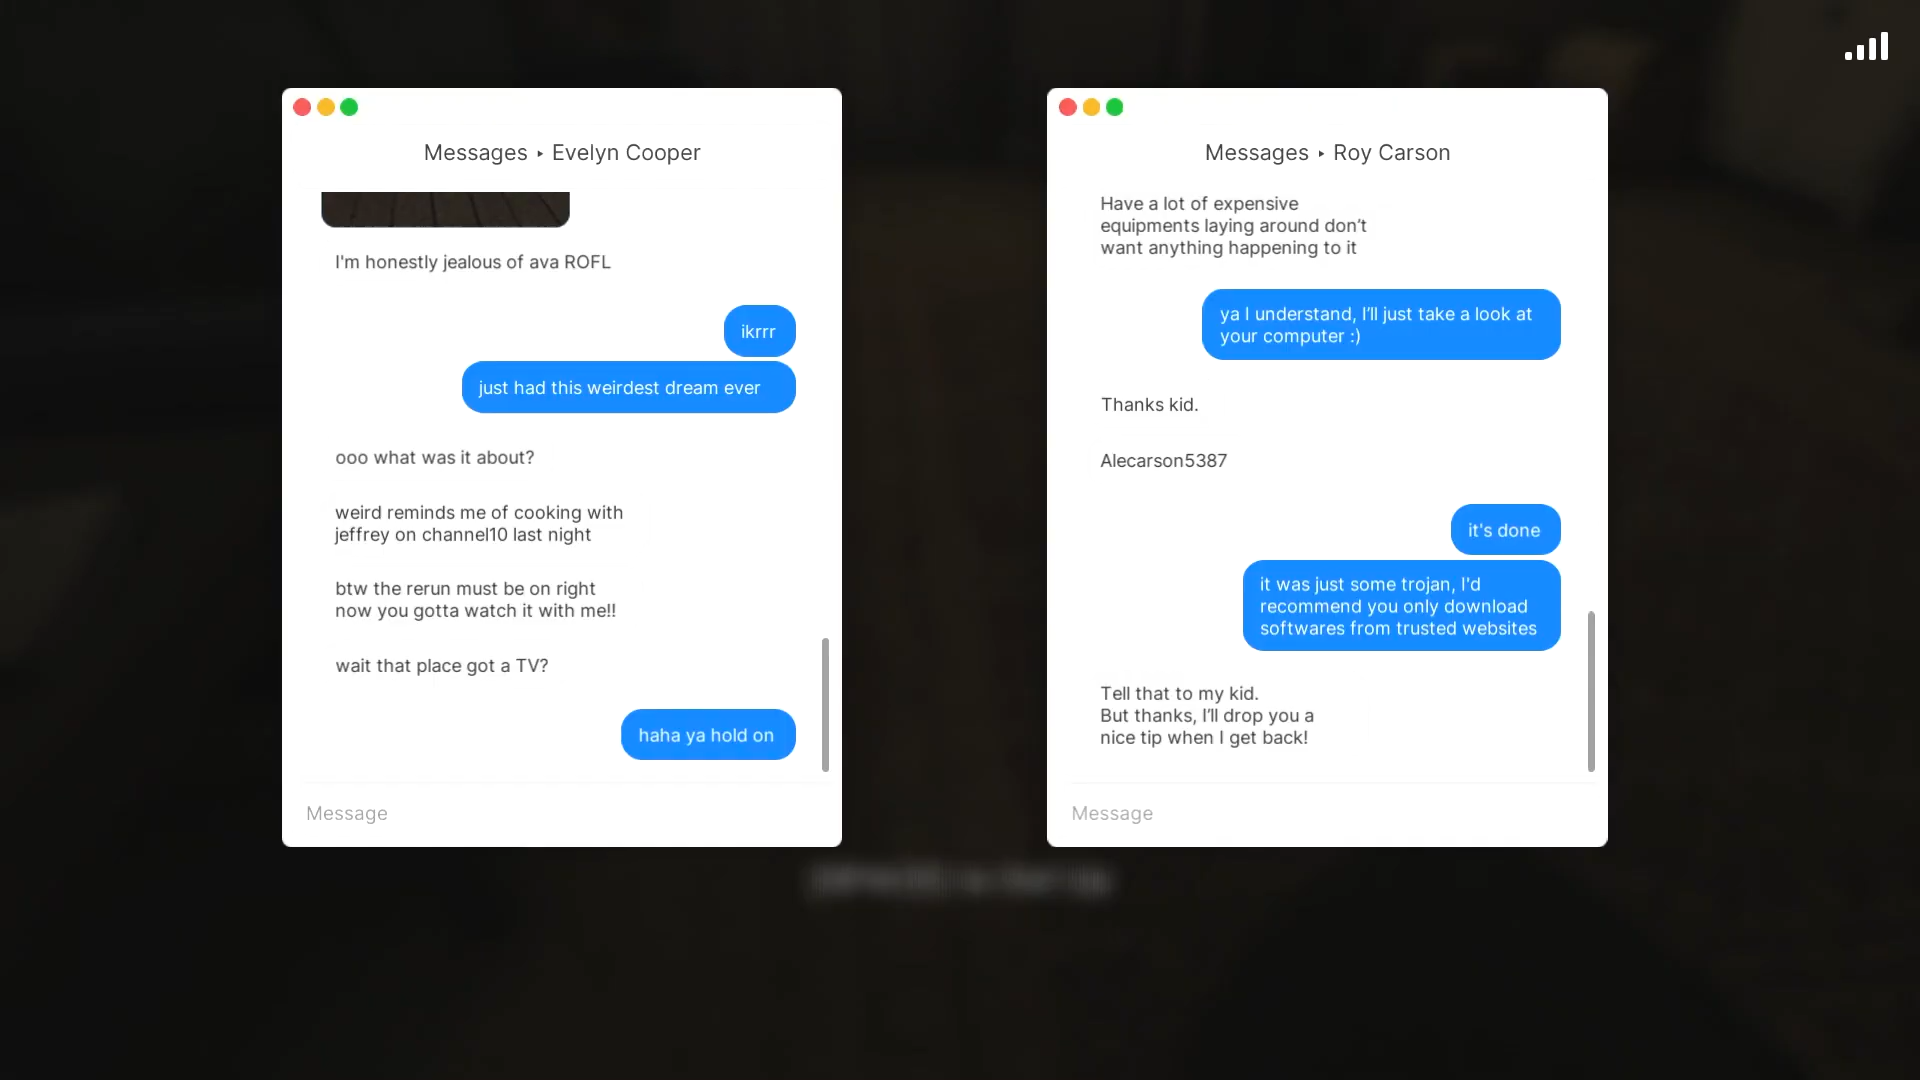 Messages ▸ Evelyn Cooper
I'm honestly jealous of ava ROFL
ikrrr
just had this weirdest dream ever
ooo what was it about?
weird reminds me of cooking with
jeffrey on channel10 last night
btw the rerun must be on right
now you gotta watch it with me!!
wait that place got a TV?
haha ya hold on
Message
Messages ▸ Roy Carson
Have a lot of expensive
equipments laying around don’t
want anything happening to it
ya I understand, I’ll just take a look at
your computer :)
Thanks kid.
Alecarson5387
it's done
it was just some trojan, I'd
recommend you only download
softwares from trusted websites
Tell that to my kid.
But thanks, I’ll drop you a
nice tip when I get back!
Message